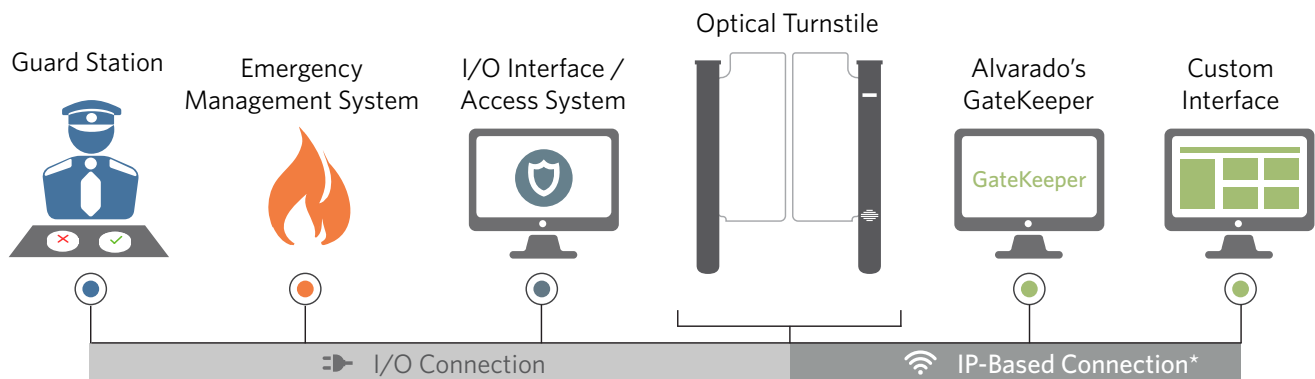 Optical Turnstile
Guard Station
Emergency
Management System
I/O Interface /
Access System
Alvarado's
GateKeeper
Custom
Interface
GateKeeper
I/O Connection
IP-Based Connection*